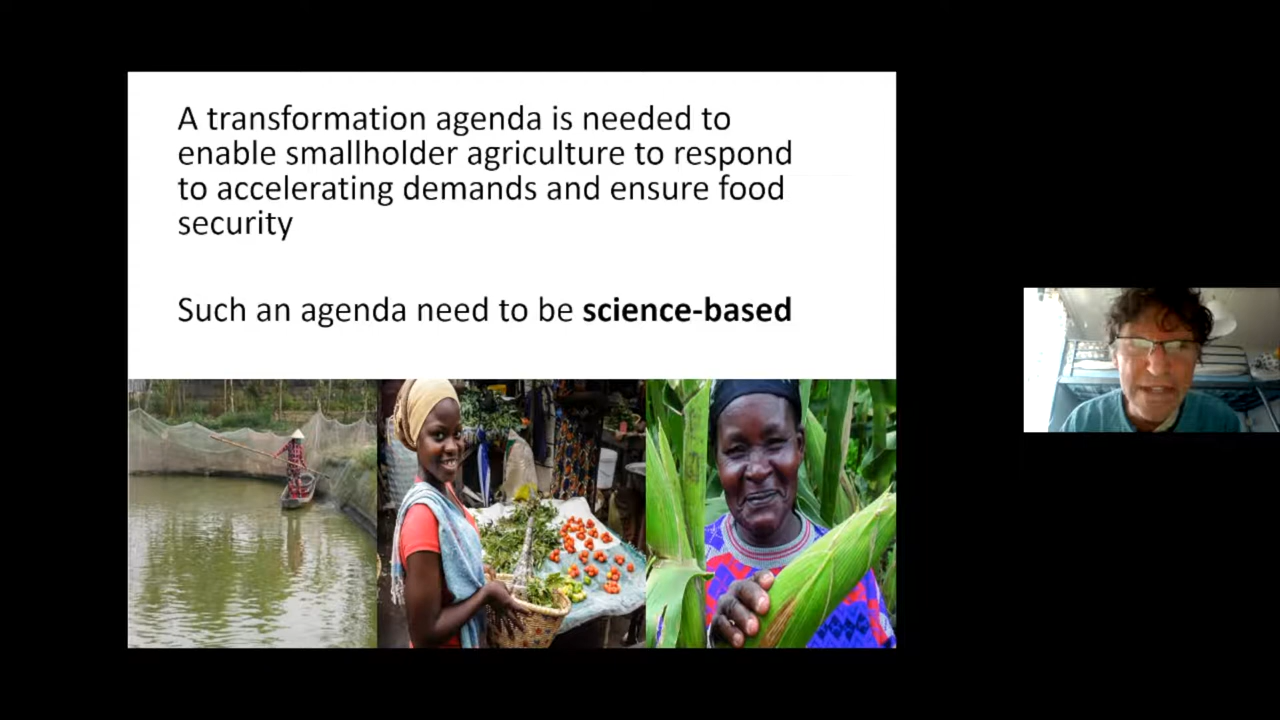 A transformation agenda is needed to
enable smallholder agriculture to respond
to accelerating demands and ensure food
security
Such an agenda need to be science-based